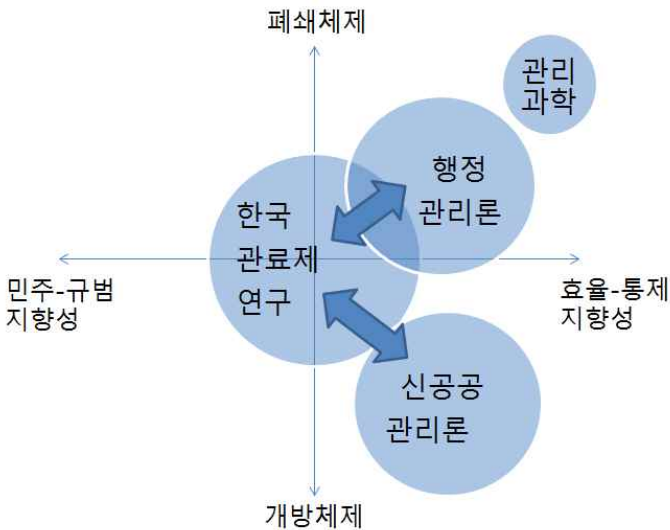 폐쇄체제
관리
과학
행정
관리론
한국
관료제
연구
민주-규범
지향성
효율-통제
지향성
신공공
관리론
개방체제